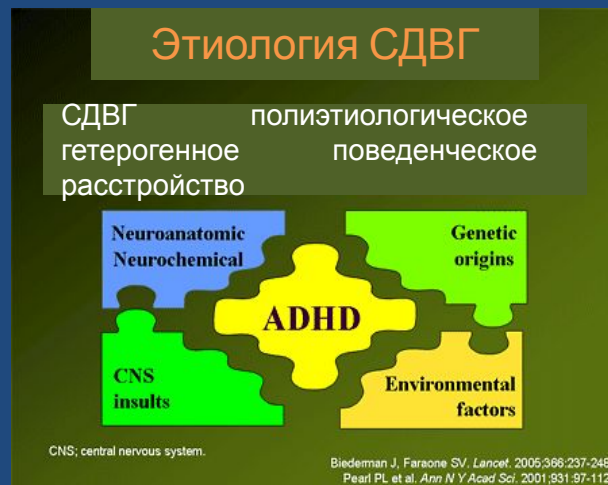 Этиология СДВГ
СДВГ полиэтиологическое
гетерогенное поведенческое
расстройство
Neuroanatomic
Neurochemical
Genetic
origins
ADHD
CNS
insults
Environmental
factors
CNS; central nervous system.
Biederman J, Faraone SV. Lancet. 2005;366:237-248
Pearl PL et al. Ann N Y Acad Sci. 2001;931:97-112